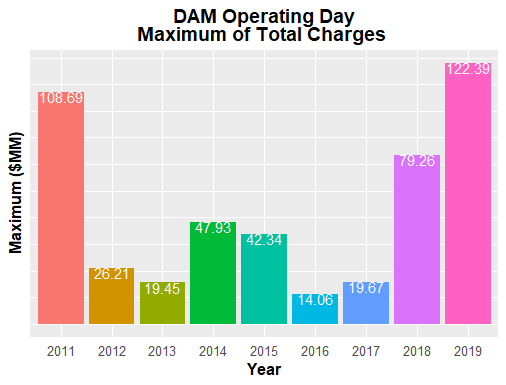 DAM Operating Day
Maximum of Total Charges
Maximum ($MM)
108.69
26.21
19.45
47.93
42.34
14.06
19.67
79.26
122.39
2011 2012 2013 2014 2015 2016 2017 2018 2019
Year